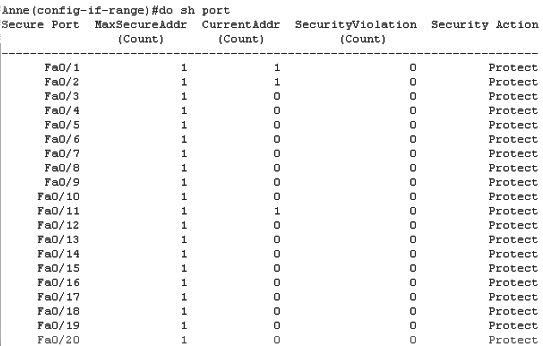 Anne(config-if-range)#do sh port
Secure Port  MaxSecureAddr  CurrentAddr  SecurityViolation  Security Action
(Count)  (Count)  (Count)
---------------------------------------------------------------------------
Fa0/1  1  1  0  Protect
Fa0/2  1  1  0  Protect
Fa0/3  1  0  0  Protect
Fa0/4  1  0  0  Protect
Fa0/5  1  0  0  Protect
Fa0/6  1  0  0  Protect
Fa0/7  1  0  0  Protect
Fa0/8  1  0  0  Protect
Fa0/9  1  0  0  Protect
Fa0/10  1  0  0  Protect
Fa0/11  1  1  0  Protect
Fa0/12  1  0  0  Protect
Fa0/13  1  0  0  Protect
Fa0/14  1  0  0  Protect
Fa0/15  1  0  0  Protect
Fa0/16  1  0  0  Protect
Fa0/17  1  0  0  Protect
Fa0/18  1  0  0  Protect
Fa0/19  1  0  0  Protect
Fa0/20  1  0  0  Protect